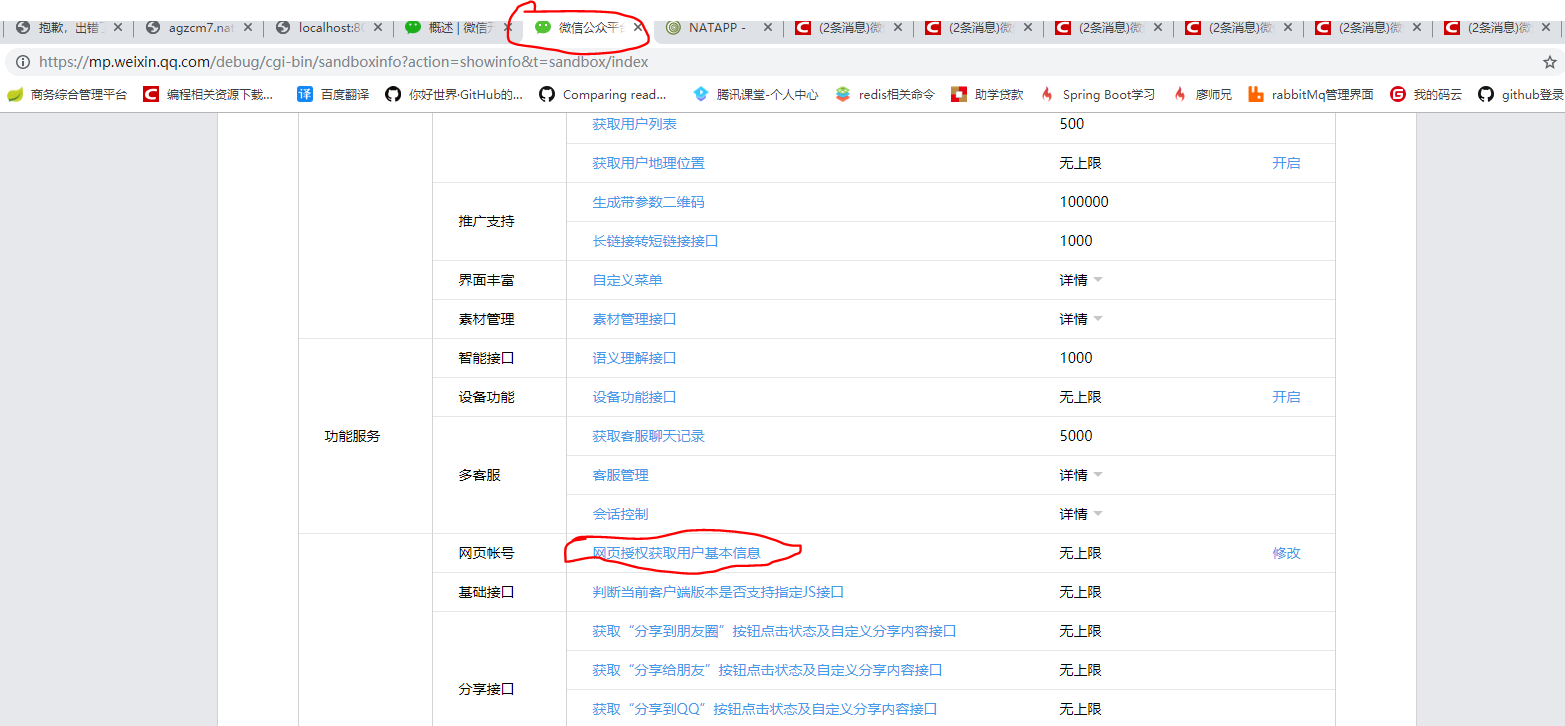 抱歉，出错了
agzcm7.nat
localhost:80
概述 | 微信开
微信公众平台
NATAPP -
(2条消息)微信
(2条消息)微信
(2条消息)微信
(2条消息)微信
(2条消息)微信
(2条消息)微信
https://mp.weixin.qq.com/debug/cgi-bin/sandboxinfo?action=showinfo&t=sandbox/index
商务综合管理平台 编程相关资源下载... 百度翻译 你好世界·GitHub的... Comparing read... 腾讯课堂-个人中心 redis相关命令 助学贷款 Spring Boot学习 廖师兄 rabbitMq管理界面 我的码云 github登录
获取用户列表 500
获取用户地理位置 无上限 开启
推广支持 生成带参数二维码 100000
长链接转短链接接口 1000
界面丰富 自定义菜单 详情
素材管理 素材管理接口 详情
功能服务 智能接口 语义理解接口 1000
设备功能 设备功能接口 无上限 开启
多客服 获取客服聊天记录 5000
客服管理 详情
会话控制 详情
网页帐号 网页授权获取用户基本信息 无上限 修改
基础接口 判断当前客户端版本是否支持指定JS接口 无上限
分享接口 获取“分享到朋友圈”按钮点击状态及自定义分享内容接口 无上限
获取“分享给朋友”按钮点击状态及自定义分享内容接口 无上限
获取“分享到QQ”按钮点击状态及自定义分享内容接口 无上限